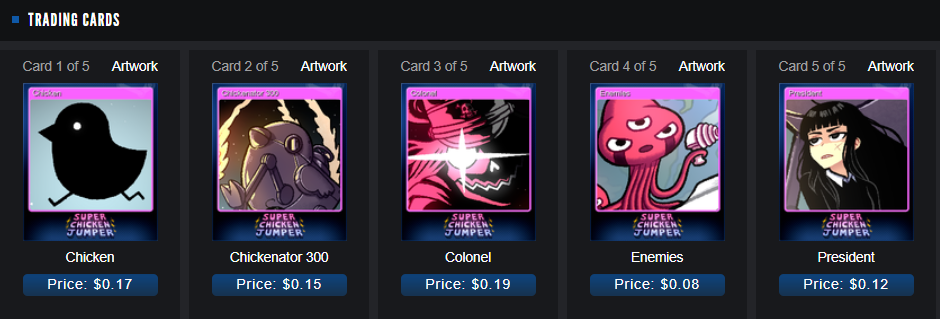 TRADING CARDS
Card 1 of 5 Artwork
Chicken
SUPER
CHICKEN
JUMPER
Chicken
Price: $0.17
Card 2 of 5 Artwork
Chickenator 300
SUPER
CHICKEN
JUMPER
Chickenator 300
Price: $0.15
Card 3 of 5 Artwork
Colonel
SUPER
CHICKEN
JUMPER
Colonel
Price: $0.19
Card 4 of 5 Artwork
Enemies
SUPER
CHICKEN
JUMPER
Enemies
Price: $0.08
Card 5 of 5 Artwork
President
SUPER
CHICKEN
JUMPER
President
Price: $0.12